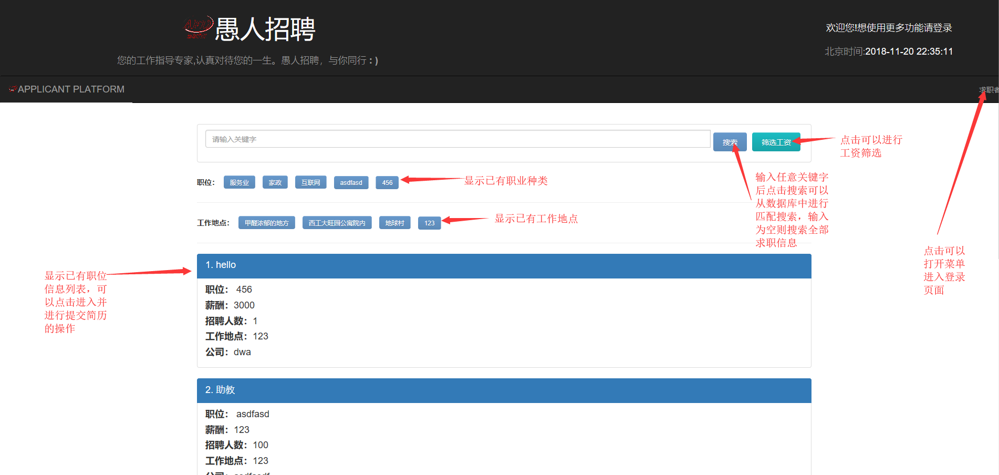 愚人招聘
欢迎您!想使用更多功能请登录
您的工作指导专家,认真对待您的一生。愚人招聘，与你同行 : )
北京时间:2018-11-20 22:35:11
APPLICANT PLATFORM
求职者
请输入关键字
搜索
筛选工资
点击可以进行
工资筛选
职位：
服务业
家政
互联网
asdfasd
456
显示已有职业种类
输入任意关键字
后点击搜索可以
从数据库中进行
匹配搜索，输入
为空则搜索全部
求职信息
工作地点：
甲醛浓郁的地方
西工大旺园公寓院内
地球村
123
显示已有工作地点
点击可以
打开菜单
进入登录
页面
显示已有职位
信息列表，可
以点击进入并
进行提交简历
的操作
1. hello
职位： 456
薪酬：3000
招聘人数：1
工作地点：123
公司：dwa
2. 助教
职位： asdfasd
薪酬：123
招聘人数：100
工作地点：123